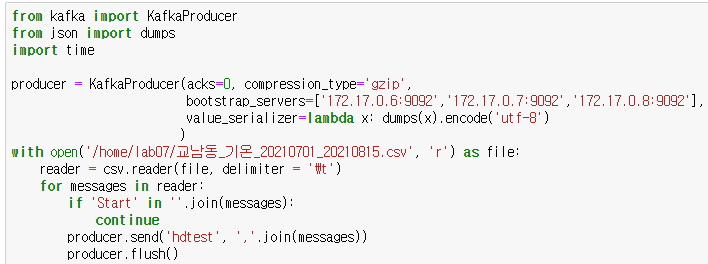 from kafka import KafkaProducer
from json import dumps
import time
producer = KafkaProducer(acks=0, compression_type='gzip',
bootstrap_servers=['172.17.0.6:9092','172.17.0.7:9092','172.17.0.8:9092'],
value_serializer=lambda x: dumps(x).encode('utf-8')
)
with open('/home/lab07/교남동_기온_20210701_20210815.csv', 'r') as file:
reader = csv.reader(file, delimiter = '₩t')
for messages in reader:
if 'Start' in ''.join(messages):
continue
producer.send('hdtest', ','.join(messages))
producer.flush()